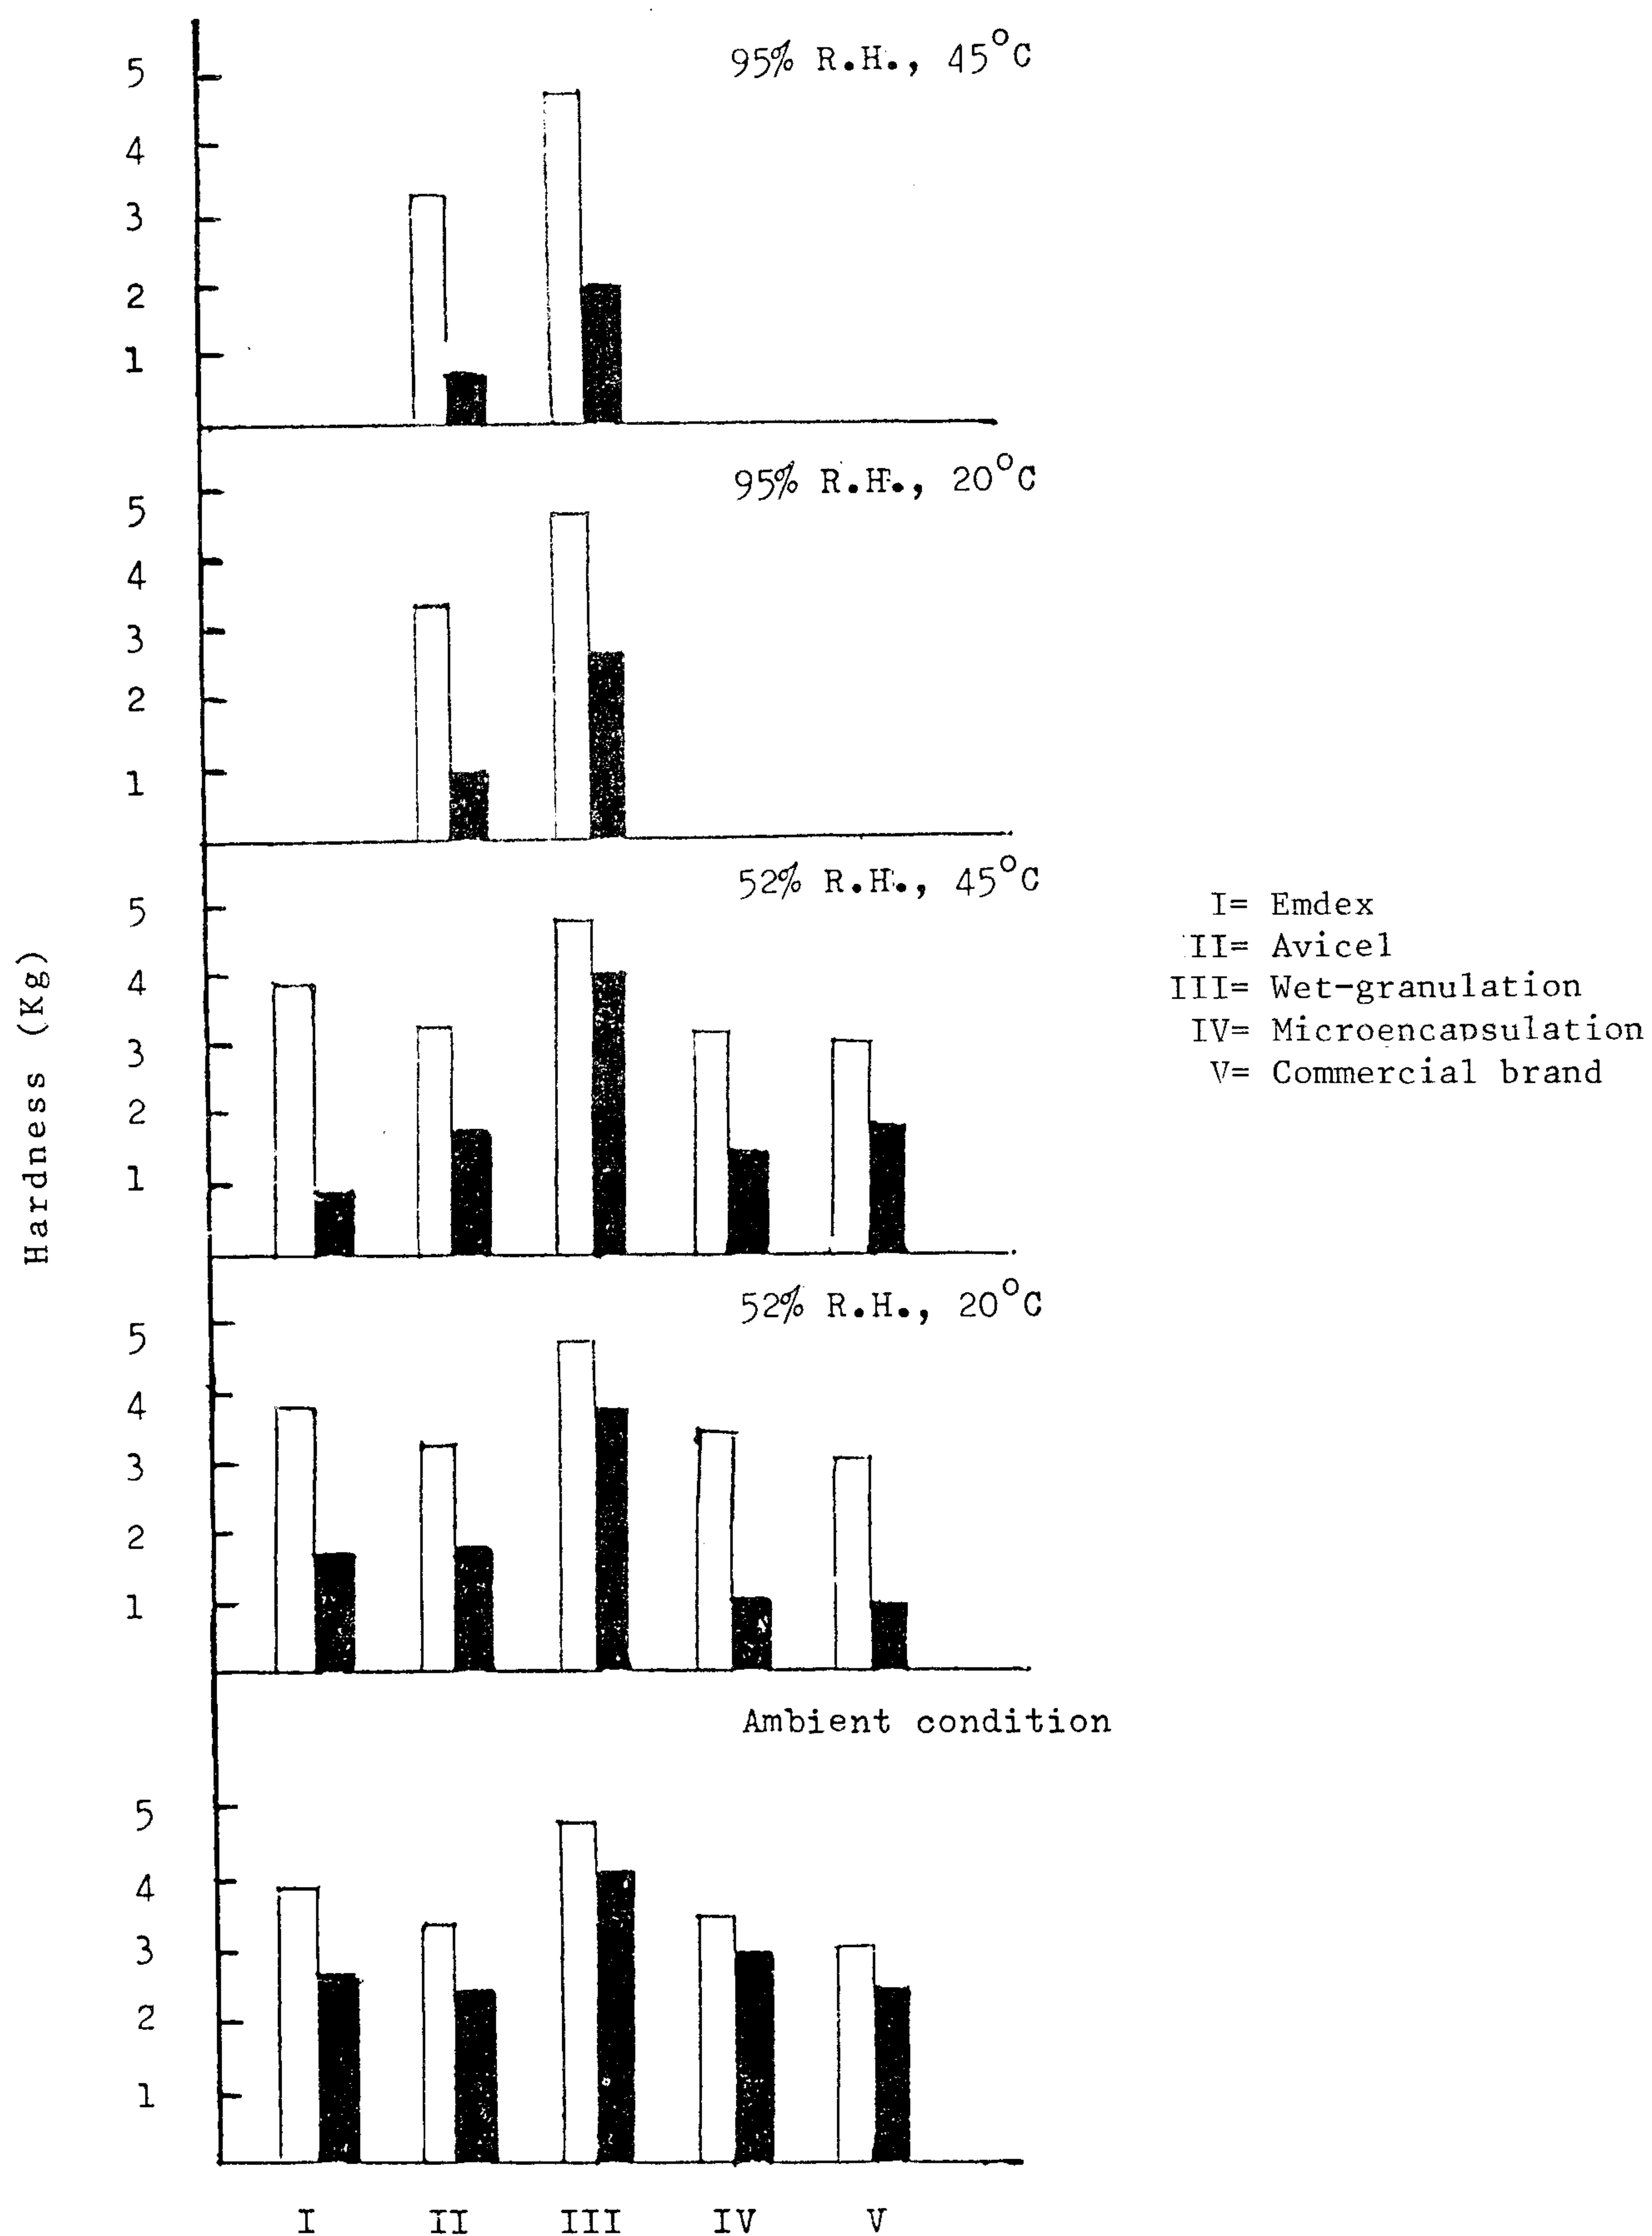 95% R.H., 45°C
5
4
3
2
1
95% R.H., 20°C
5
4
3
2
1
52% R.H., 45°C
5
4
3
2
1
Hardness (Kg)
I= Emdex
II= Avicel
III= Wet-granulation
IV= Microencapsulation
V= Commercial brand
52% R.H., 20°C
5
4
3
2
1
Ambient condition
5
4
3
2
1
I II III IV V